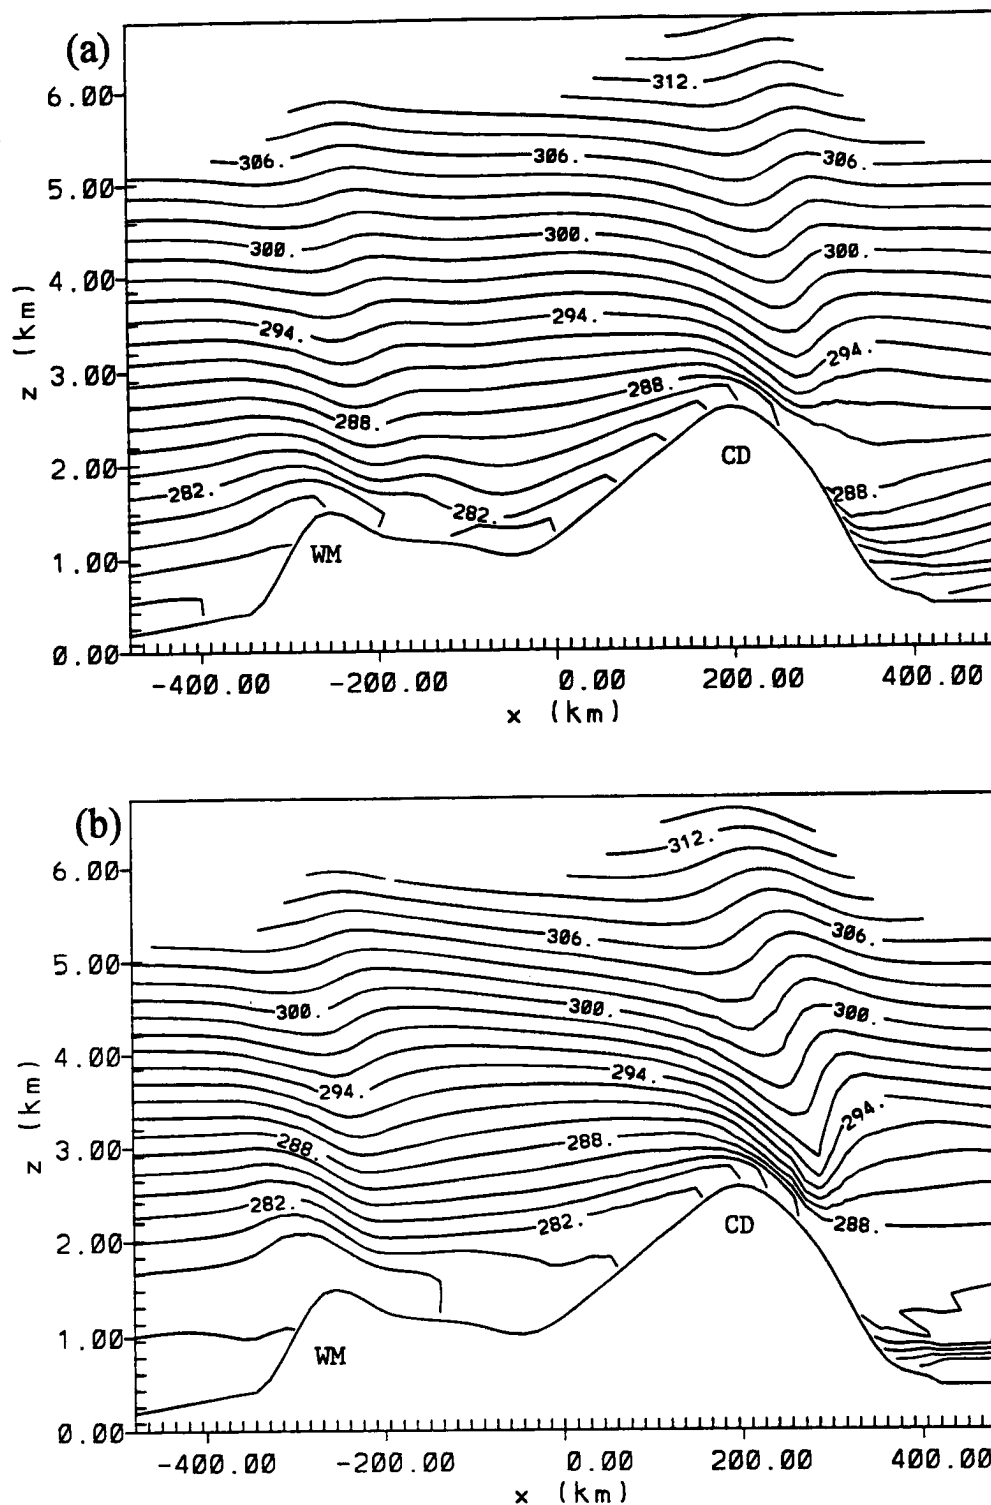 (a)
6.00
5.00
4.00
3.00
2.00
1.00
0.00
z (km)
312.
306. 306. 306.
300. 300. 300.
294. 294. 294.
288. 288.
282. 282. 288.
CD
WM
-400.00 -200.00 0.00 200.00 400.00
x (km)
(b)
6.00
5.00
4.00
3.00
2.00
1.00
0.00
z (km)
312.
306. 306.
300. 300. 300.
294. 294. 294.
288. 288.
282. 282. 288.
CD
WM
-400.00 -200.00 0.00 200.00 400.00
x (km)